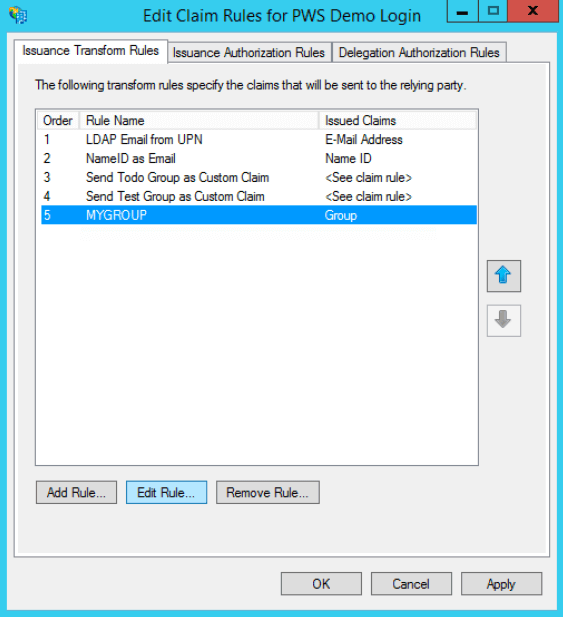 Edit Claim Rules for PWS Demo Login
Issuance Transform Rules Issuance Authorization Rules Delegation Authorization Rules
The following transform rules specify the claims that will be sent to the relying party.
Order Rule Name Issued Claims
1 LDAP Email from UPN E-Mail Address
2 NameID as Email Name ID
3 Send Todo Group as Custom Claim <See claim rule>
4 Send Test Group as Custom Claim <See claim rule>
5 MYGROUP Group
Add Rule... Edit Rule... Remove Rule...
OK Cancel Apply